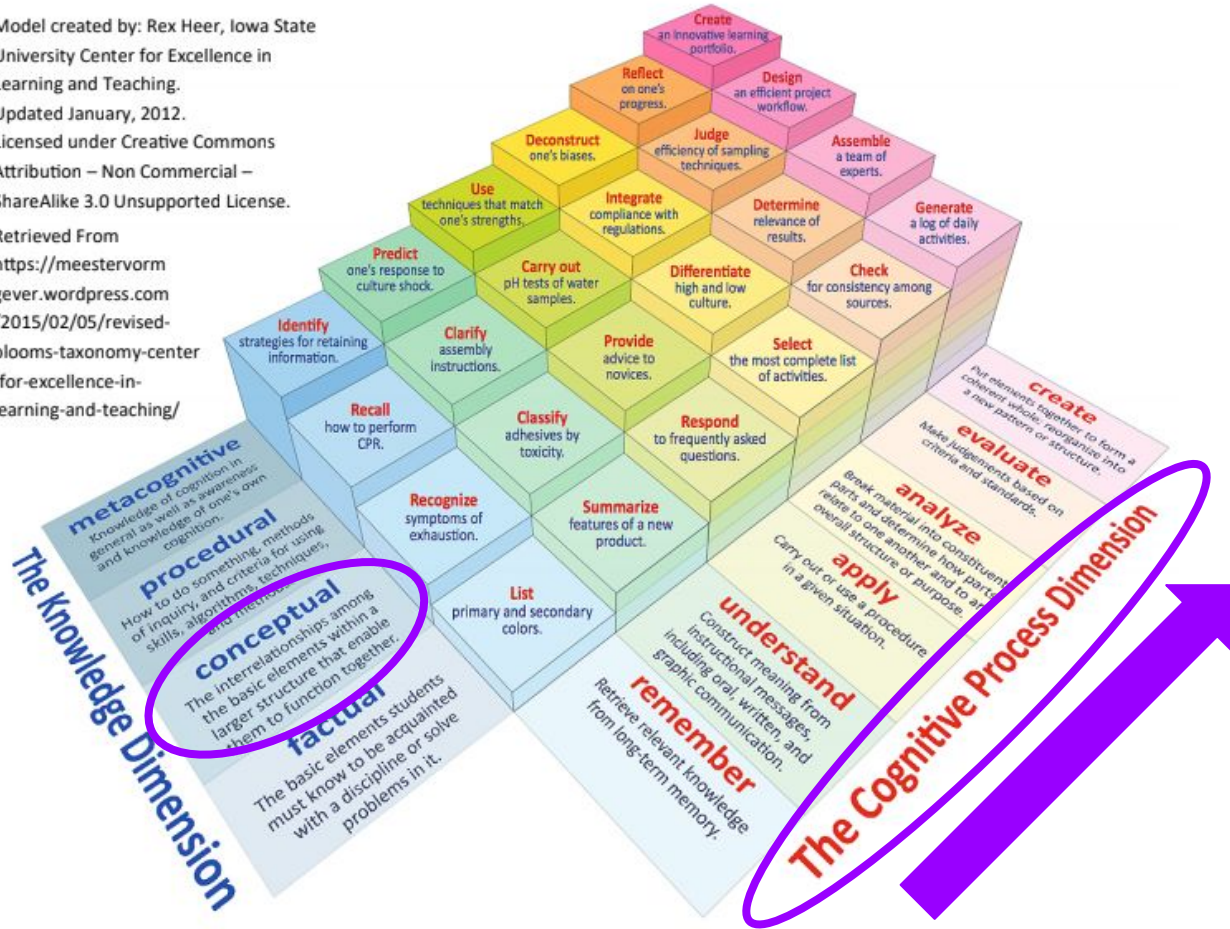 Model created by: Rex Heer, Iowa State
University Center for Excellence in
Learning and Teaching.
Updated January, 2012.
Licensed under Creative Commons
Attribution – Non Commercial –
ShareAlike 3.0 Unsupported License.
Retrieved From
https://meestervorm
gever.wordpress.com
/2015/02/05/revised-
blooms-taxonomy-center
-for-excellence-in-
learning-and-teaching/
Create
an innovative learning
portfolio.
Reflect
on one's
progress.
Design
an efficient project
workflow.
Deconstruct
one's biases.
Judge
efficiency of sampling
techniques.
Assemble
a team of
experts.
Use
techniques that match
one's strengths.
Integrate
compliance with
regulations.
Determine
relevance of
results.
Generate
a log of daily
activities.
Predict
one's response to
culture shock.
Carry out
pH tests of water
samples.
Differentiate
high and low
culture.
Check
for consistency among
sources.
Identify
strategies for retaining
information.
Clarify
assembly
instructions.
Provide
advice to
novices.
Select
the most complete list
of activities.
Recall
how to perform
CPR.
Classify
adhesives by
toxicity.
Respond
to frequently asked
questions.
Recognize
symptoms of
exhaustion.
Summarize
features of a new
product.
List
primary and secondary
colors.
metacognitive
Knowledge of cognition in
general as well as awareness
and knowledge of one's own
cognition.
procedural
How to do something, methods
of inquiry, and criteria for using
skills, algorithms, techniques,
and methods.
conceptual
The interrelationships among
the basic elements within a
larger structure that enable
them to function together.
factual
The basic elements students
must know to be acquainted
with a discipline or solve
problems in it.
The Knowledge Dimension
create
Put elements together to form a
coherent whole, reorganize into
a new pattern or structure.
evaluate
Make judgements based on
criteria and standards.
analyze
Break material into constituent
parts and determine how parts
relate to one another and to an
overall structure or purpose.
apply
Carry out or use a procedure
in a given situation.
understand
Construct meaning from
instructional messages,
including oral, written, and
graphic communication.
remember
Retrieve relevant knowledge
from long-term memory.
The Cognitive Process Dimension